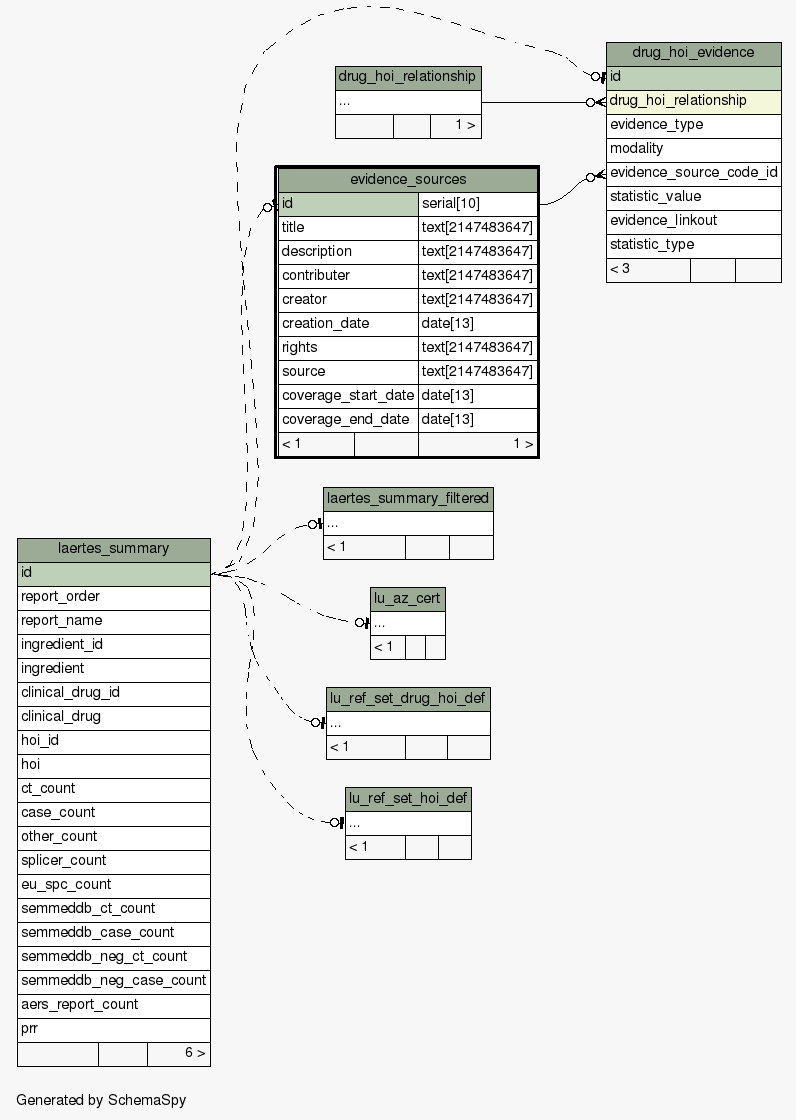 drug_hoi_evidence
id
drug_hoi_relationship
evidence_type
modality
evidence_source_code_id
statistic_value
evidence_linkout
statistic_type
< 3
drug_hoi_relationship
...
1 >
evidence_sources
id serial[10]
title text[2147483647]
description text[2147483647]
contributer text[2147483647]
creator text[2147483647]
creation_date date[13]
rights text[2147483647]
source text[2147483647]
coverage_start_date date[13]
coverage_end_date date[13]
< 1 1 >
laertes_summary_filtered
...
< 1
lu_az_cert
...
< 1
lu_ref_set_drug_hoi_def
...
< 1
lu_ref_set_hoi_def
...
< 1
laertes_summary
id
report_order
report_name
ingredient_id
ingredient
clinical_drug_id
clinical_drug
hoi_id
hoi
ct_count
case_count
other_count
splicer_count
eu_spc_count
semmeddb_ct_count
semmeddb_case_count
semmeddb_neg_ct_count
semmeddb_neg_case_count
aers_report_count
prr
6 >
Generated by SchemaSpy